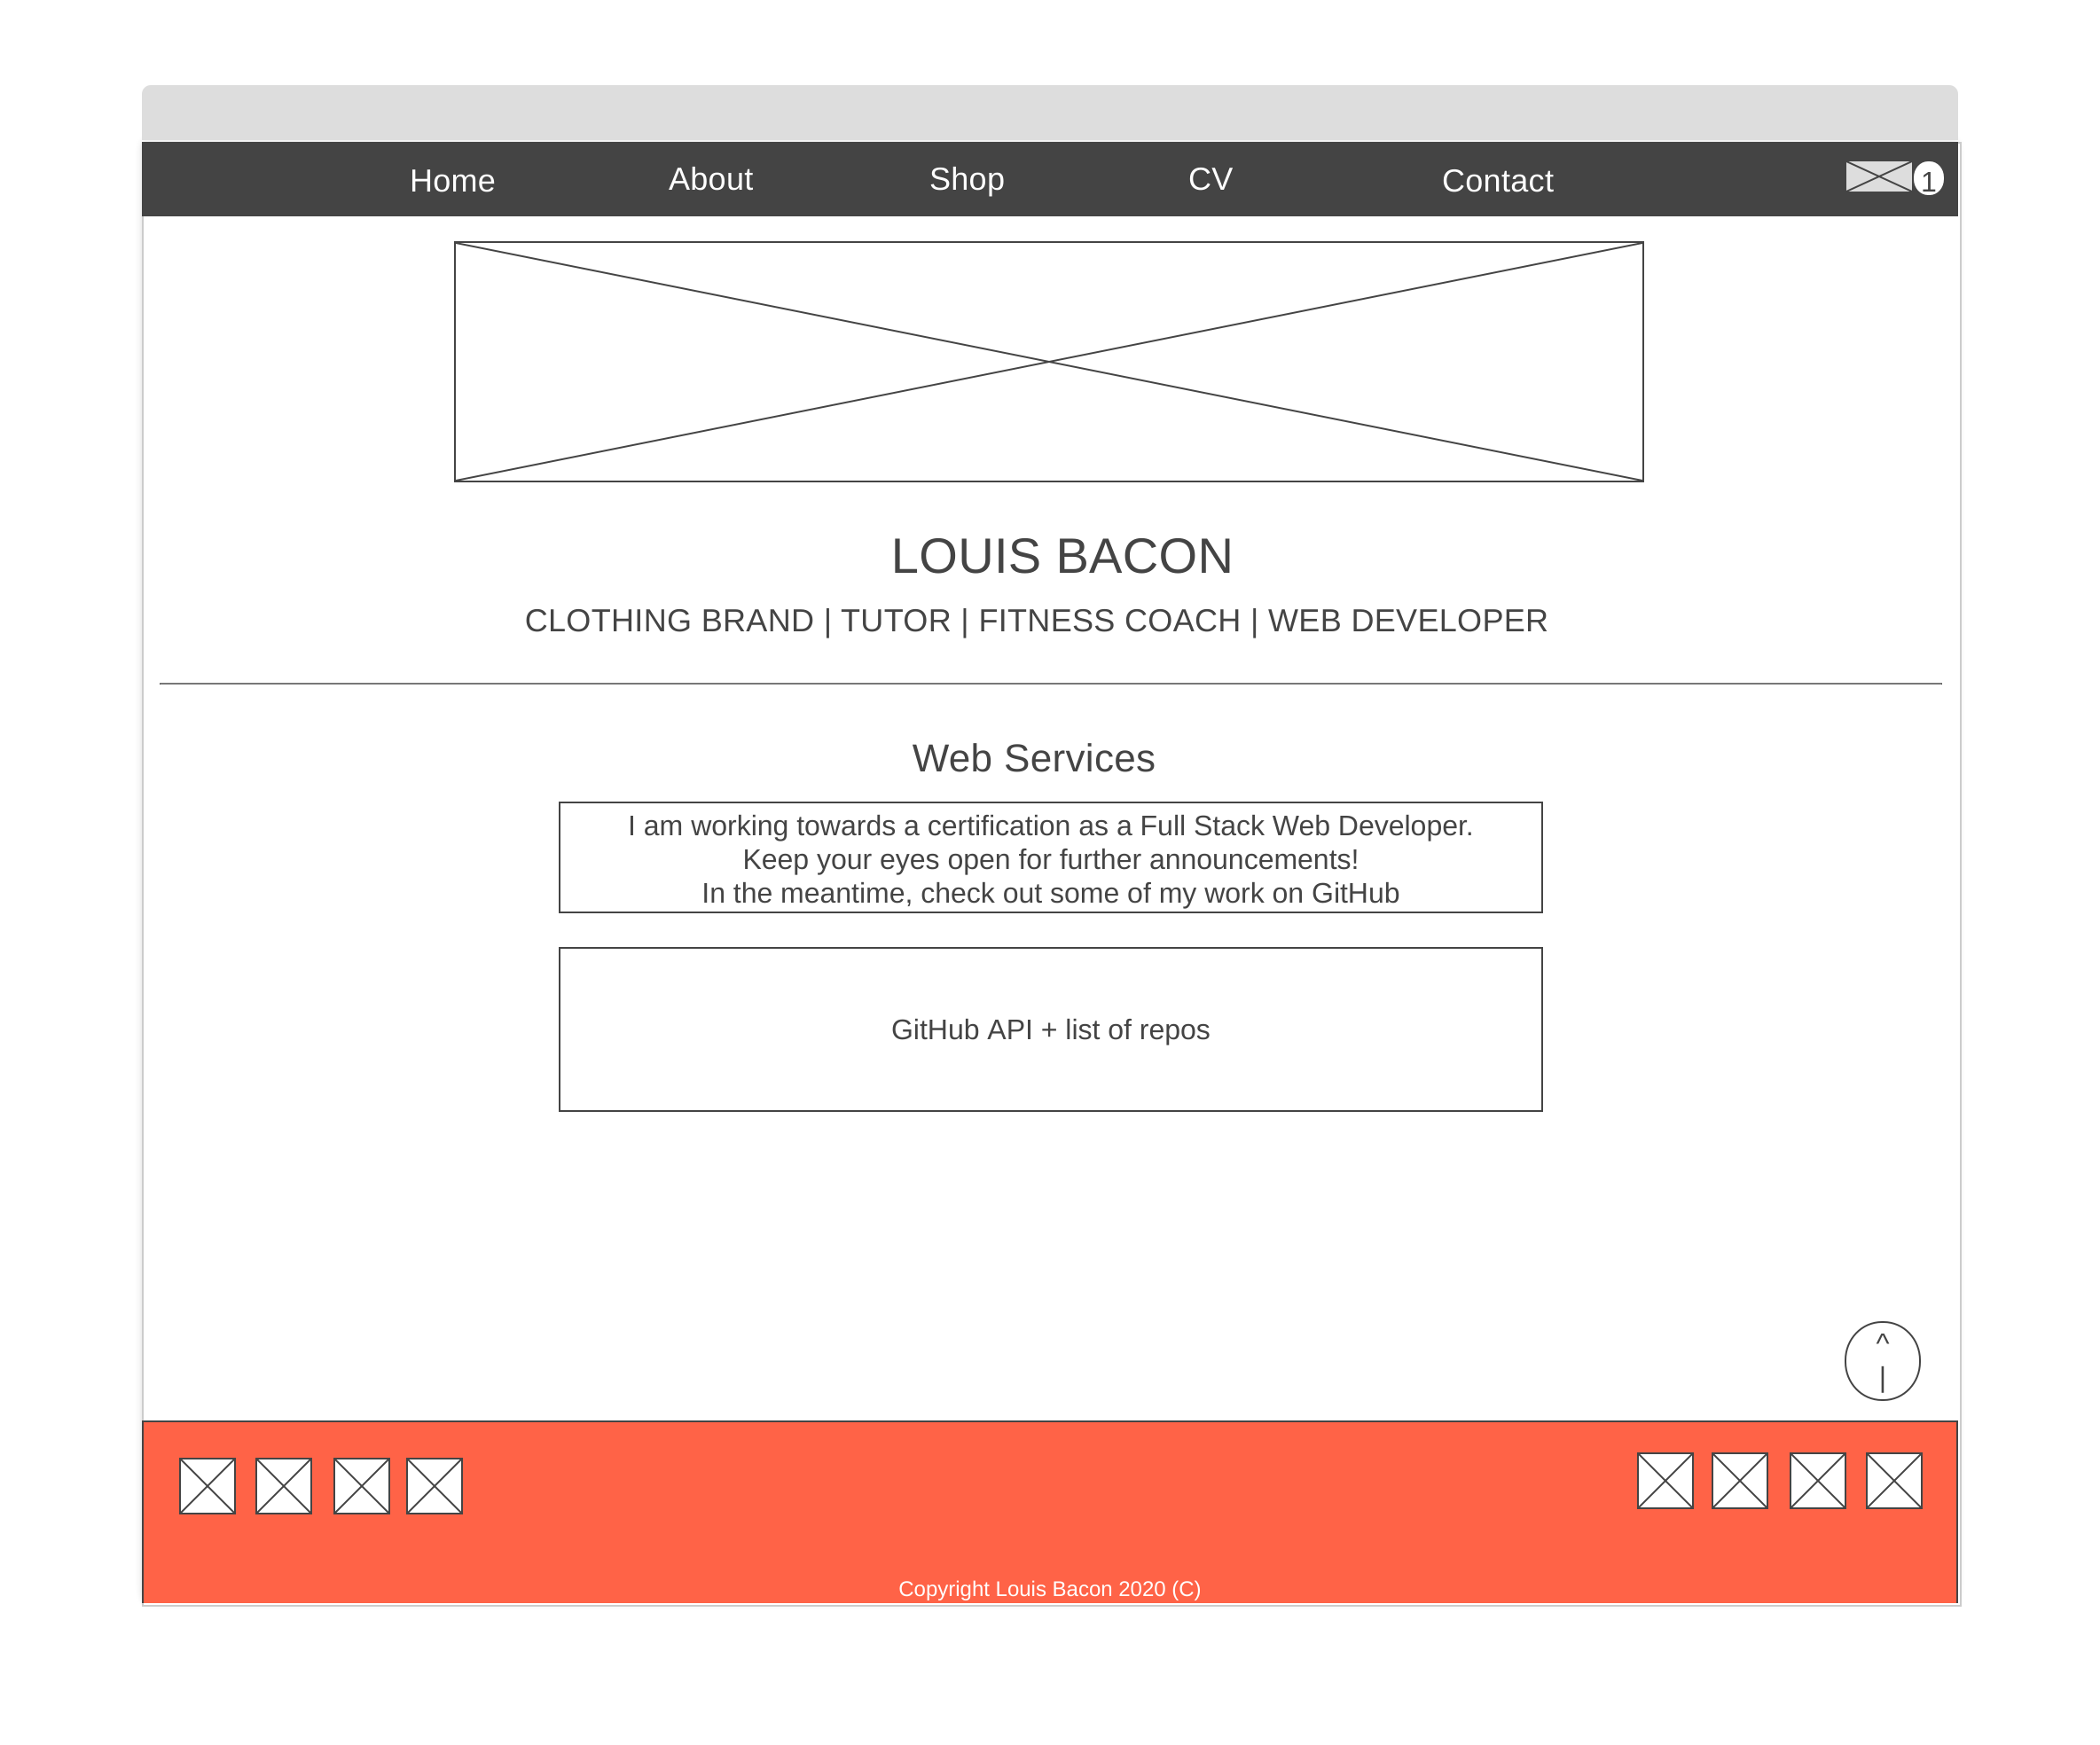 Home About Shop CV Contact 1
LOUIS BACON
CLOTHING BRAND | TUTOR | FITNESS COACH | WEB DEVELOPER
Web Services
I am working towards a certification as a Full Stack Web Developer.
Keep your eyes open for further announcements!
In the meantime, check out some of my work on GitHub
GitHub API + list of repos
^
|
Copyright Louis Bacon 2020 (C)